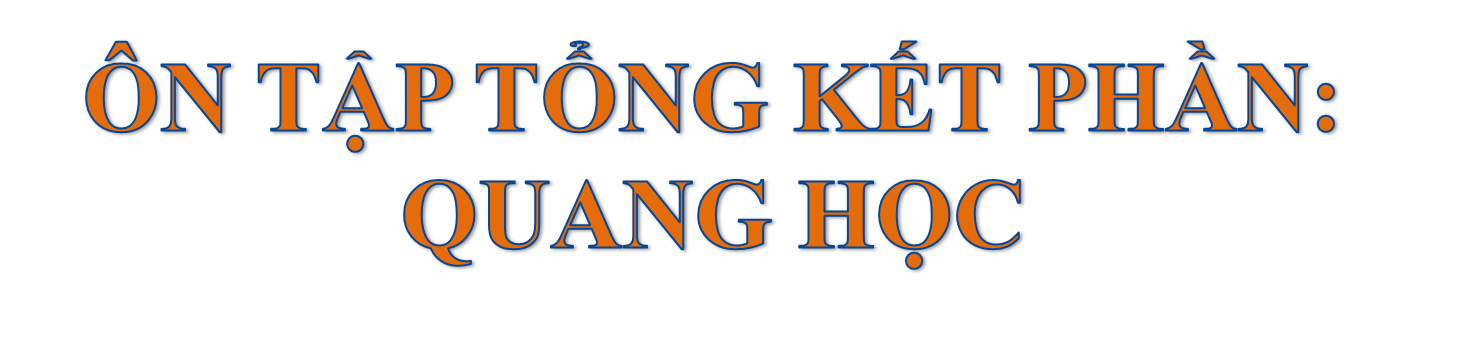 ÔN TẬP TỔNG KẾT PHẦN:
QUANG HỌC